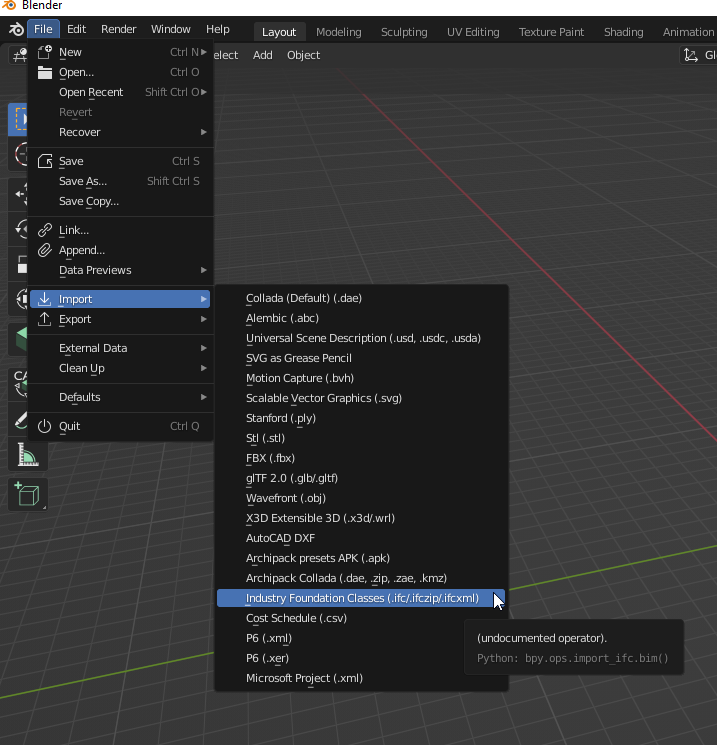 Blender
File Edit Render Window Help Layout Modeling Sculpting UV Editing Texture Paint Shading Animation
elect Add Object Gl
New Ctrl N
Open... Ctrl O
Open Recent Shift Ctrl O
Revert
Recover
Save Ctrl S
Save As... Shift Ctrl S
Save Copy...
Link...
Append...
Data Previews
Import
Export
External Data
Clean Up
Defaults
Quit Ctrl Q
CA
Collada (Default) (.dae)
Alembic (.abc)
Universal Scene Description (.usd, .usdc, .usda)
SVG as Grease Pencil
Motion Capture (.bvh)
Scalable Vector Graphics (.svg)
Stanford (.ply)
Stl (.stl)
FBX (.fbx)
glTF 2.0 (.glb/.gltf)
Wavefront (.obj)
X3D Extensible 3D (.x3d/.wrl)
AutoCAD DXF
Archipack presets APK (.apk)
Archipack Collada (.dae, .zip, .zae, .kmz)
Industry Foundation Classes (.ifc/.ifczip/.ifcxml)
Cost Schedule (.csv)
P6 (.xml)
P6 (.xer)
Microsoft Project (.xml)
(undocumented operator).
Python: bpy.ops.import_ifc.bim()